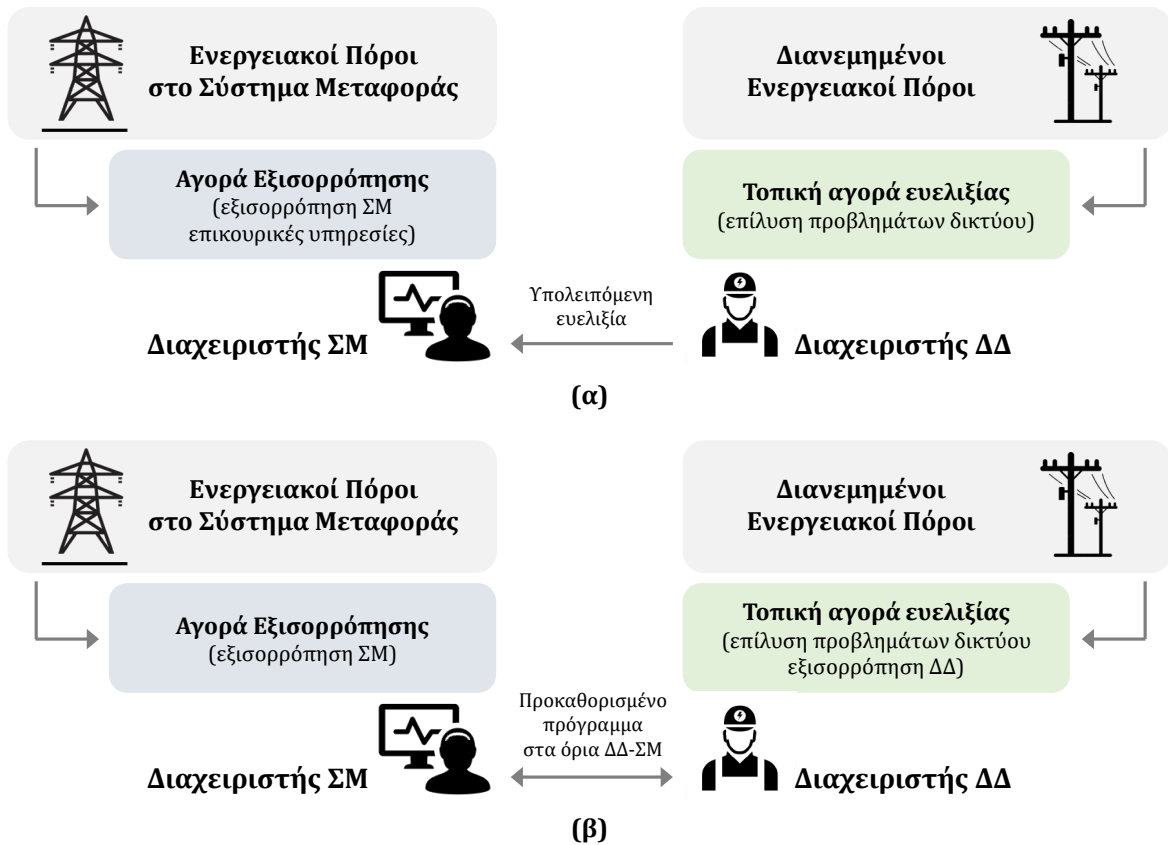 Ενεργειακοί Πόροι
στο Σύστημα Μεταφοράς
Διανεμημένοι
Ενεργειακοί Πόροι
Αγορά Εξισορρόπησης
(εξισορρόπηση ΣΜ
επικουρικές υπηρεσίες)
Τοπική αγορά ευελιξίας
(επίλυση προβλημάτων δικτύου)
Διαχειριστής ΣΜ
Υπολειπόμενη
ευελιξία
Διαχειριστής ΔΔ
(α)
Ενεργειακοί Πόροι
στο Σύστημα Μεταφοράς
Διανεμημένοι
Ενεργειακοί Πόροι
Αγορά Εξισορρόπησης
(εξισορρόπηση ΣΜ)
Τοπική αγορά ευελιξίας
(επίλυση προβλημάτων δικτύου
εξισορρόπηση ΔΔ)
Διαχειριστής ΣΜ
Προκαθορισμένο
πρόγραμμα
στα όρια ΔΔ-ΣΜ
Διαχειριστής ΔΔ
(β)